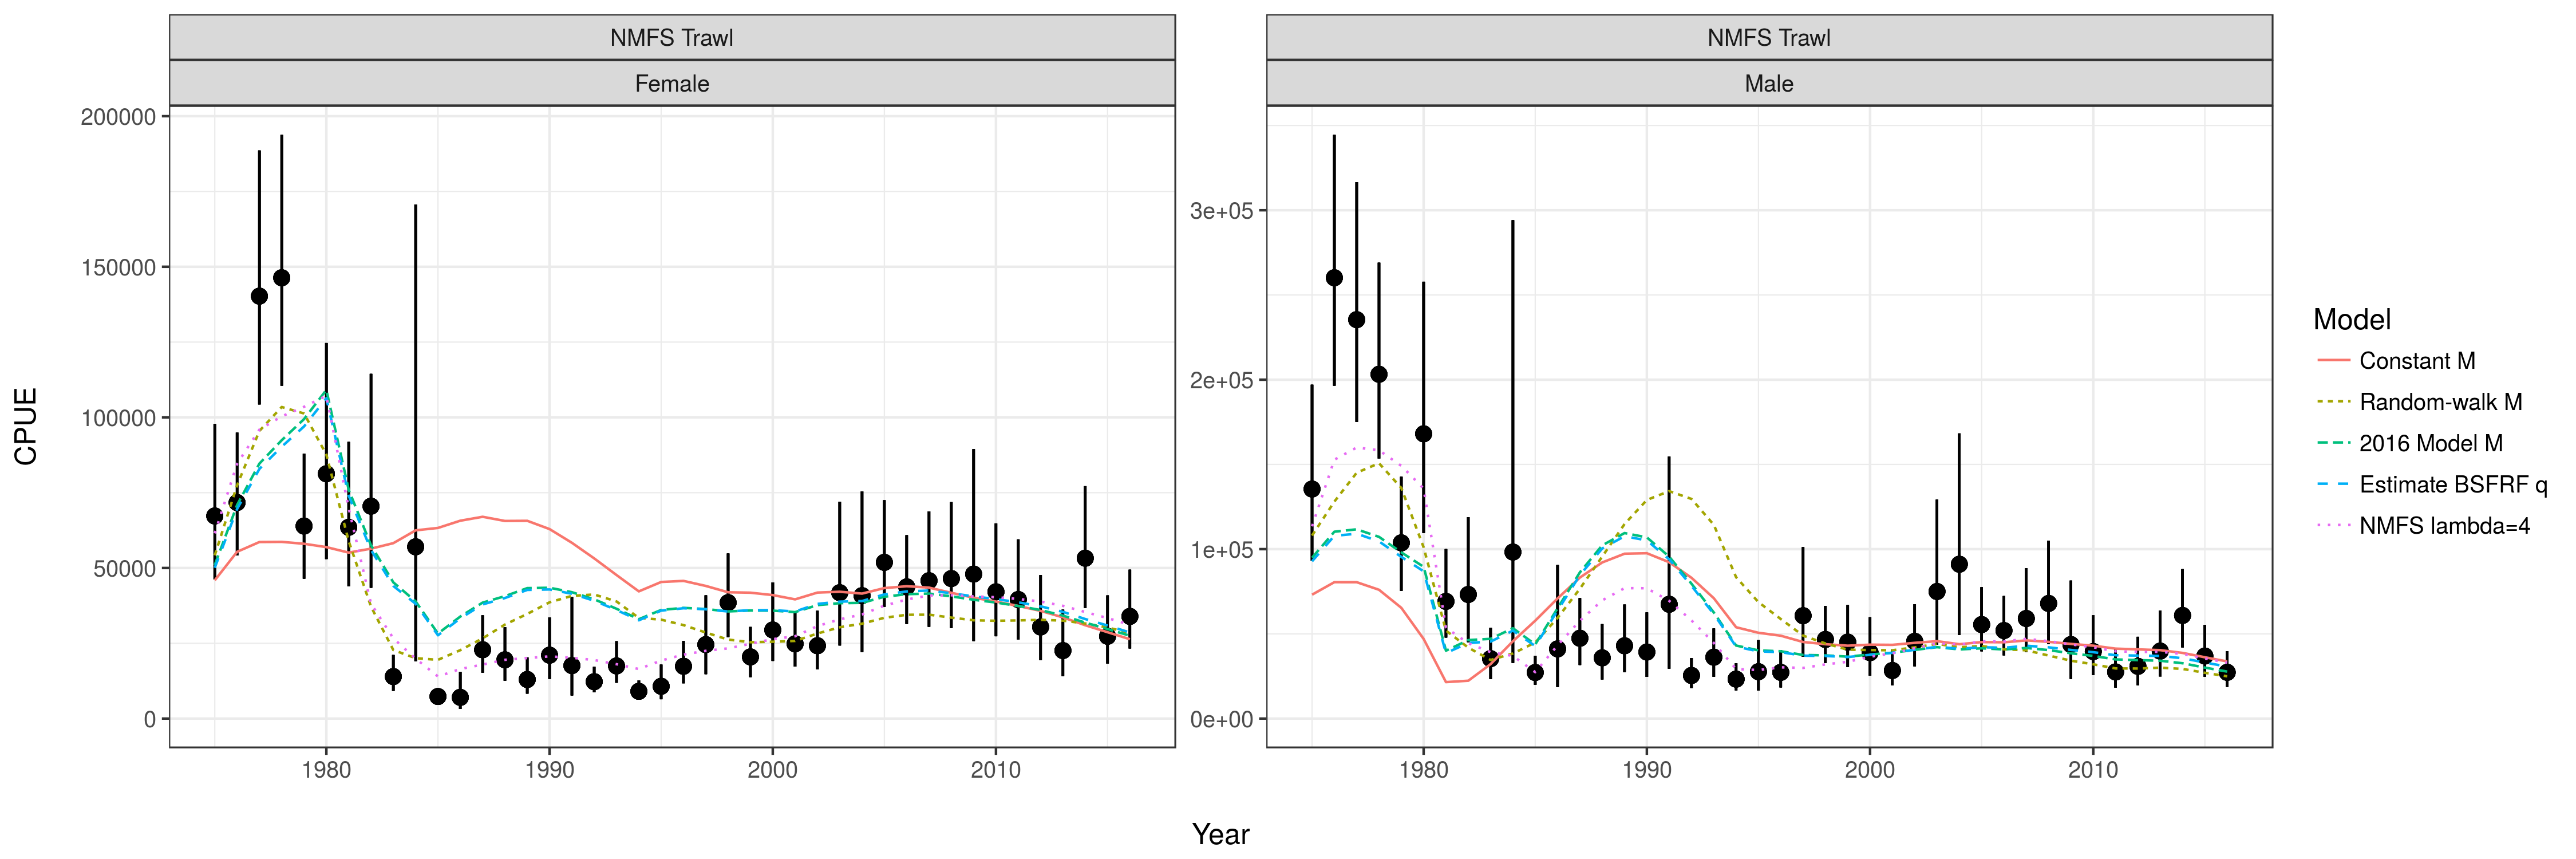 NMFS Trawl
NMFS Trawl
Female
Male
CPUE
200000
150000
100000
50000
0
3e+05
2e+05
1e+05
0e+00
1980
1990
2000
2010
1980
1990
2000
2010
Year
Model
Constant M
Random-walk M
2016 Model M
Estimate BSFRF q
NMFS lambda=4